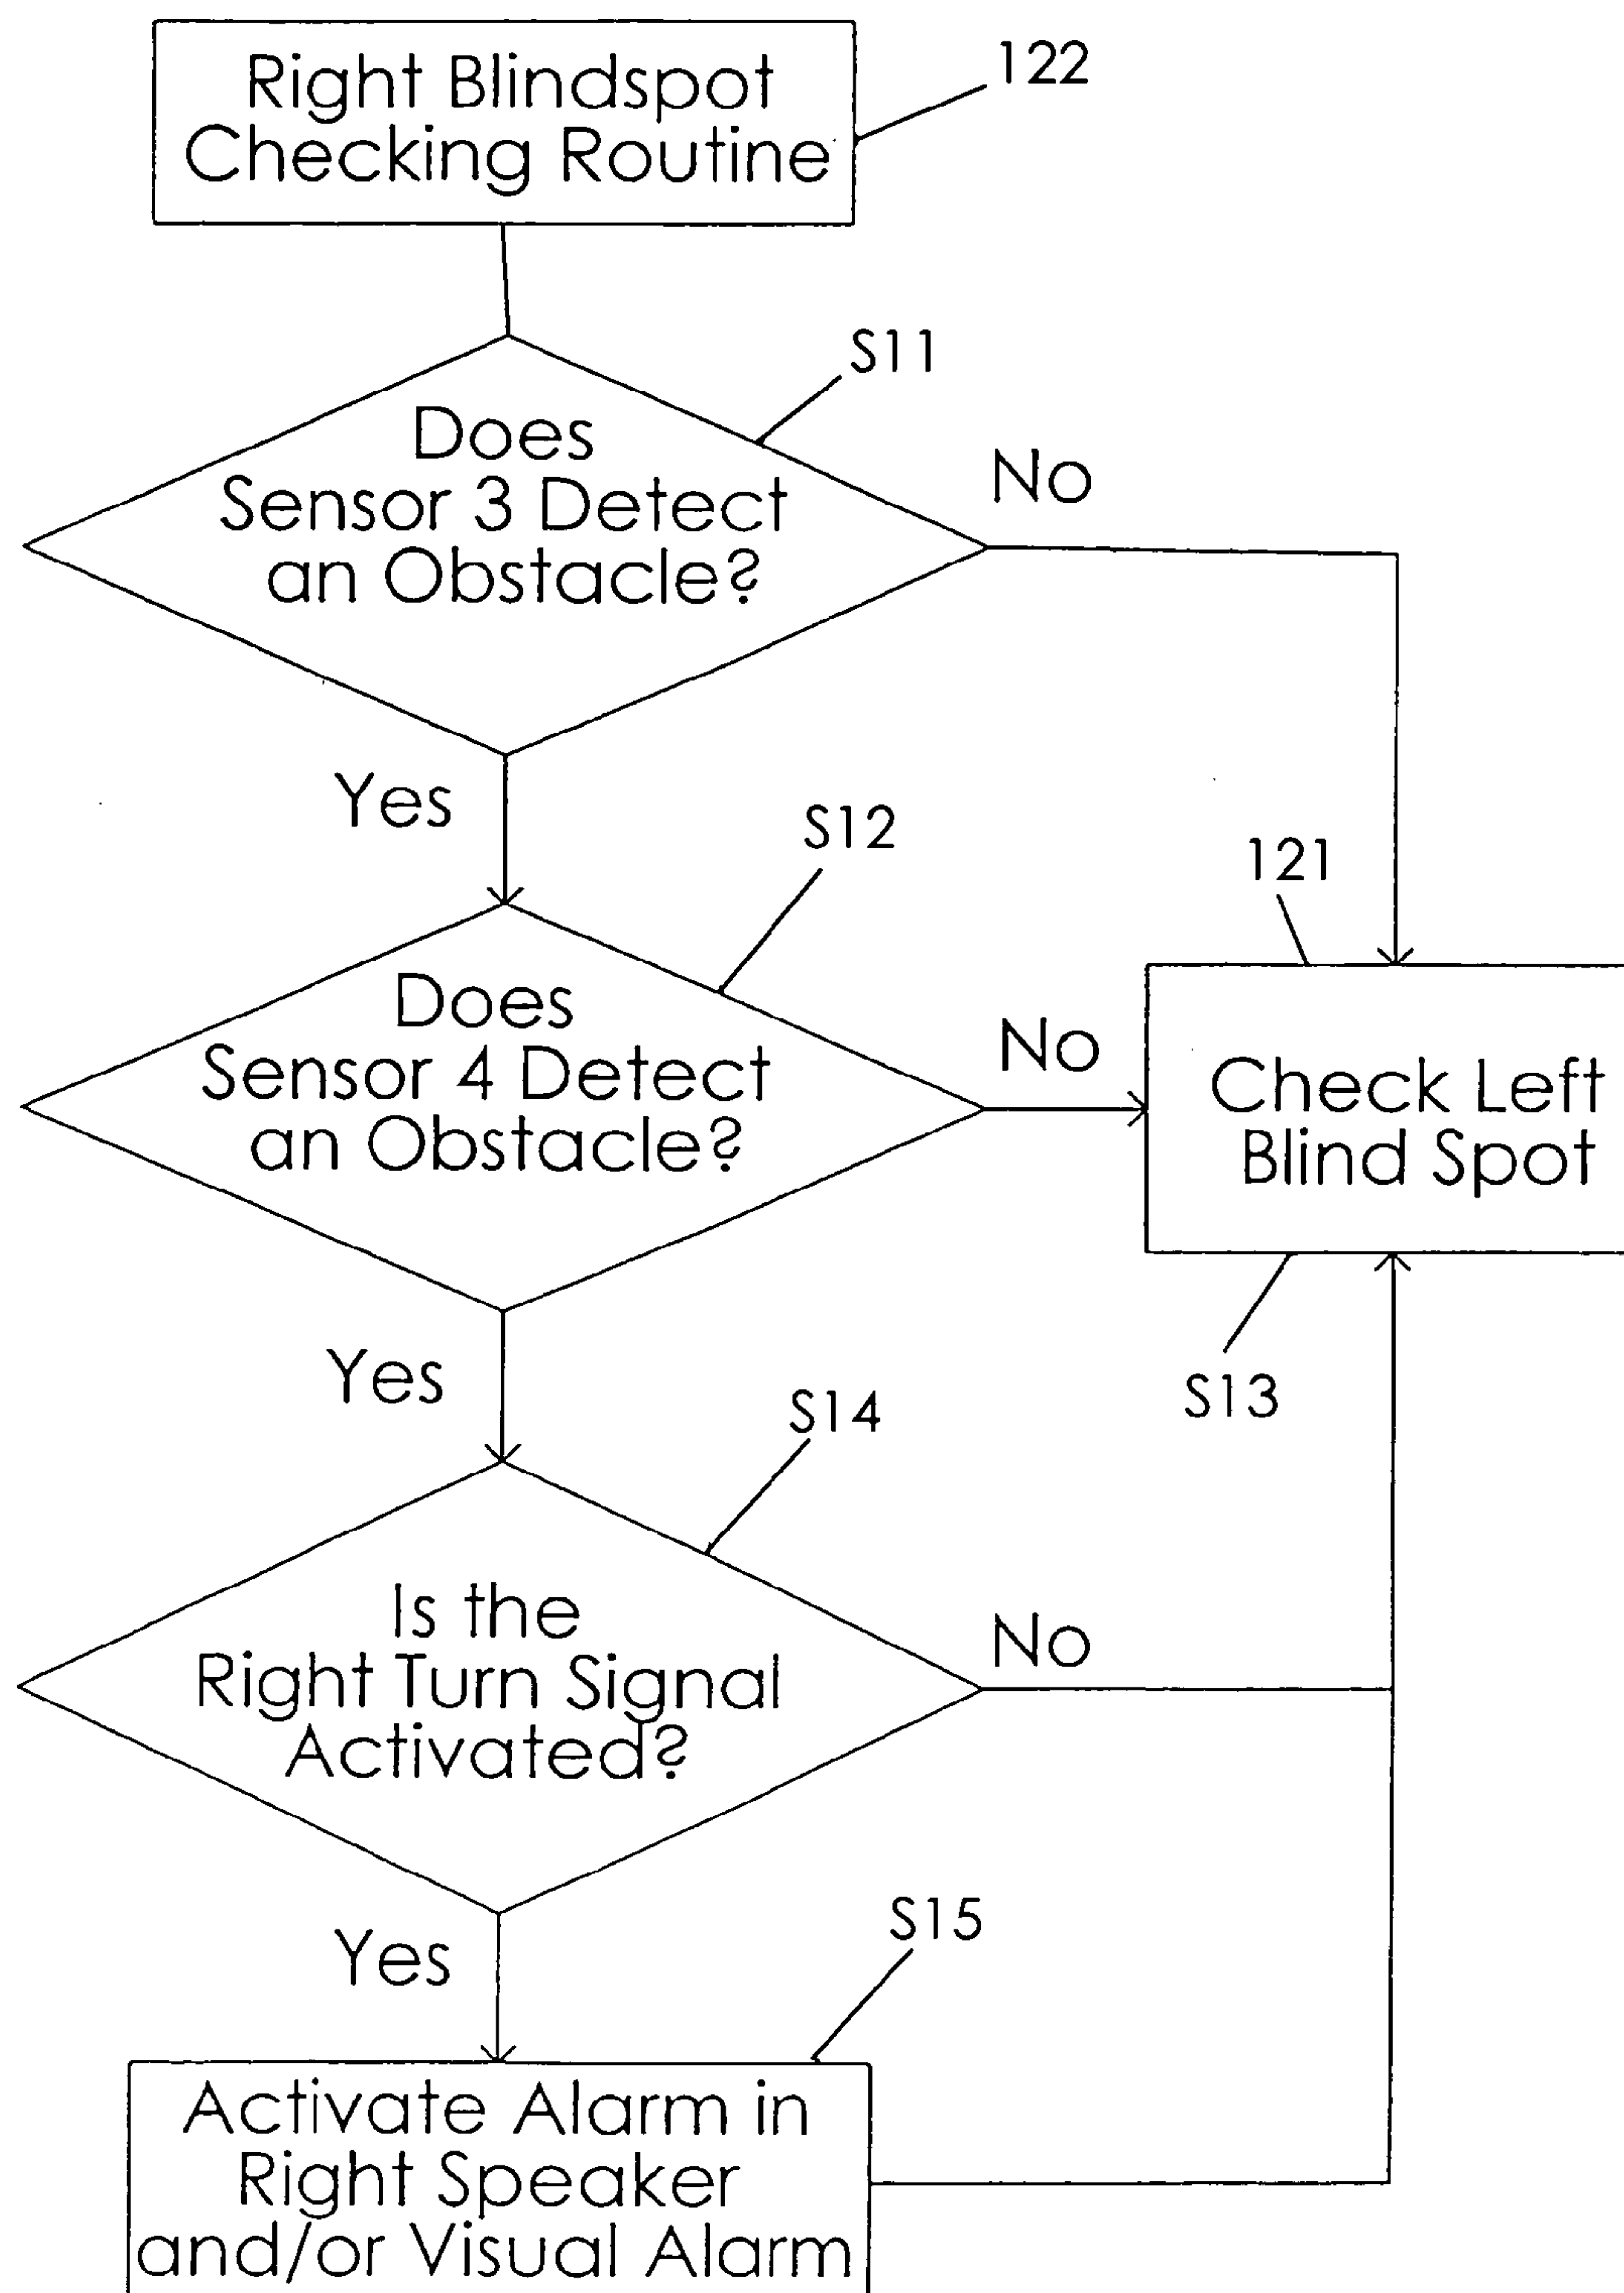 Right Blindspot
Checking Routine
122
S11
Does
Sensor 3 Detect
an Obstacle?
No
Yes
S12
121
Does
Sensor 4 Detect
an Obstacle?
No
Check Left
Blind Spot
Yes
S13
S14
Is the
Right Turn Signal
Activated?
No
Yes
S15
Activate Alarm in
Right Speaker
and/or Visual Alarm